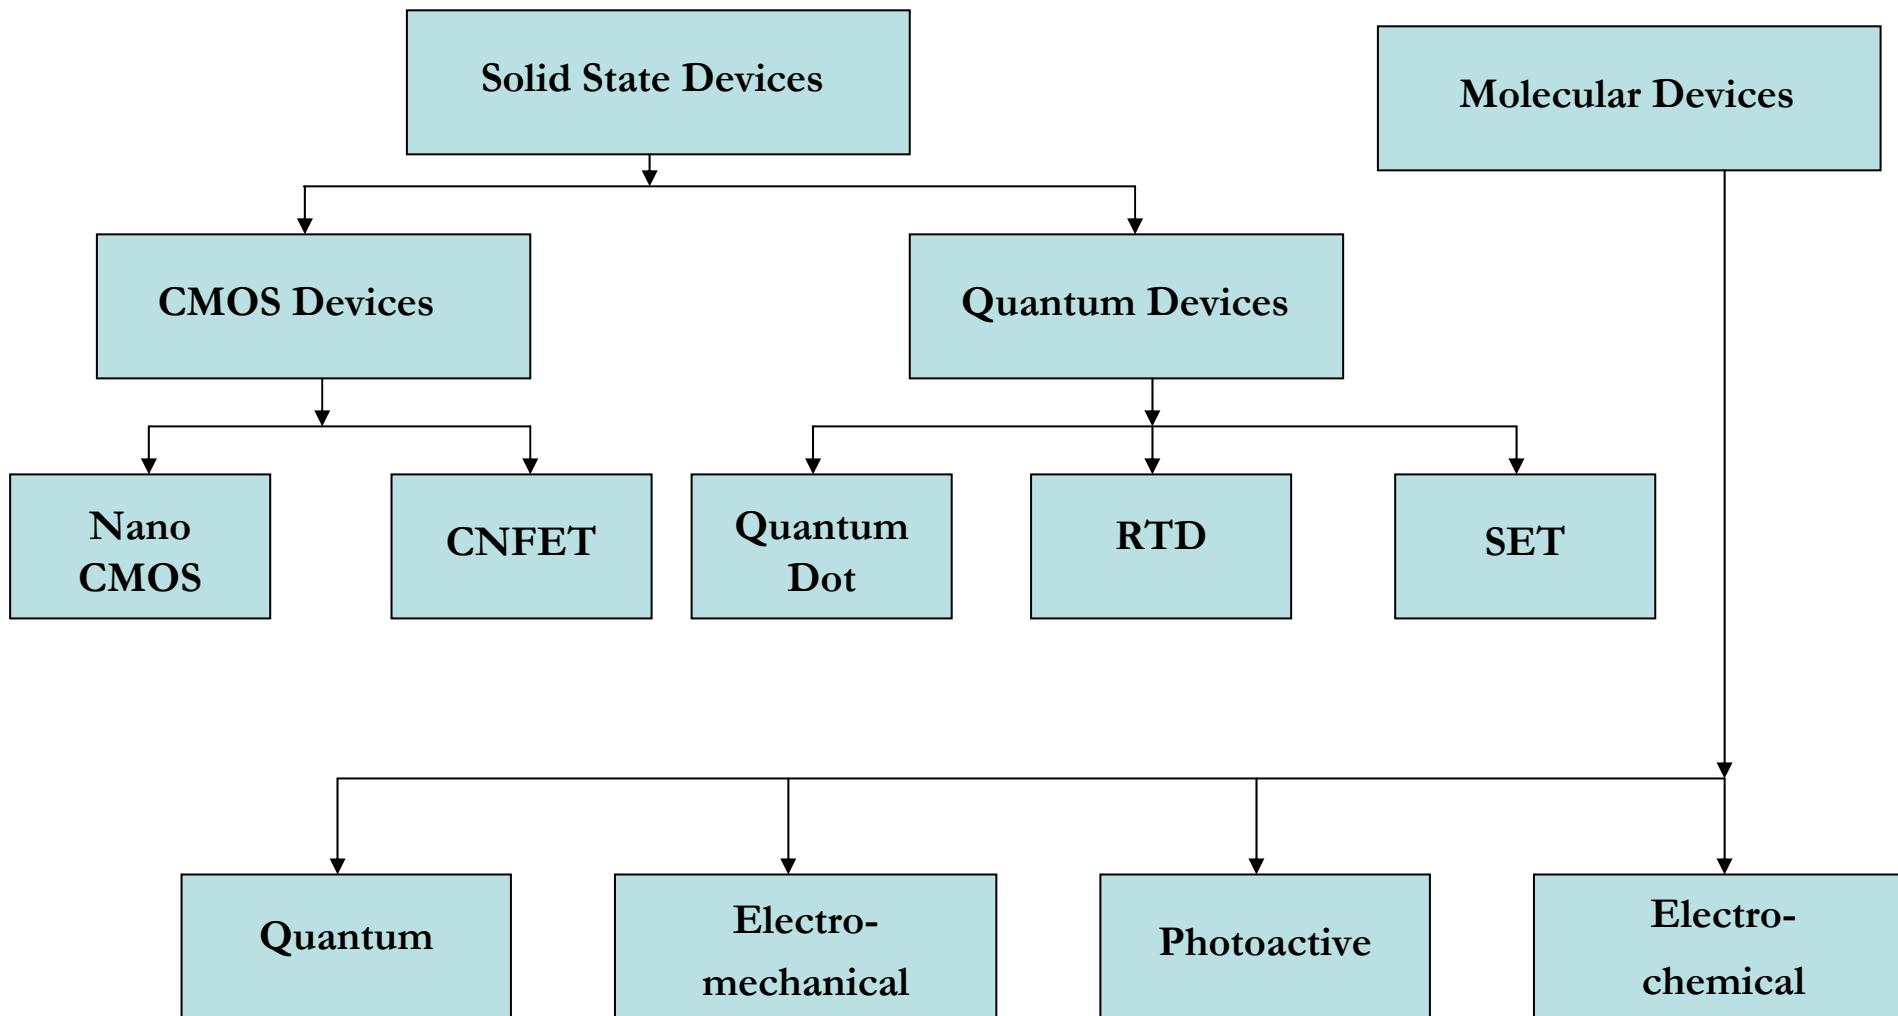 Solid State Devices
Molecular Devices
CMOS Devices
Quantum Devices
Nano
CMOS
CNFET
Quantum
Dot
RTD
SET
Quantum
Electro-
mechanical
Photoactive
Electro-
chemical